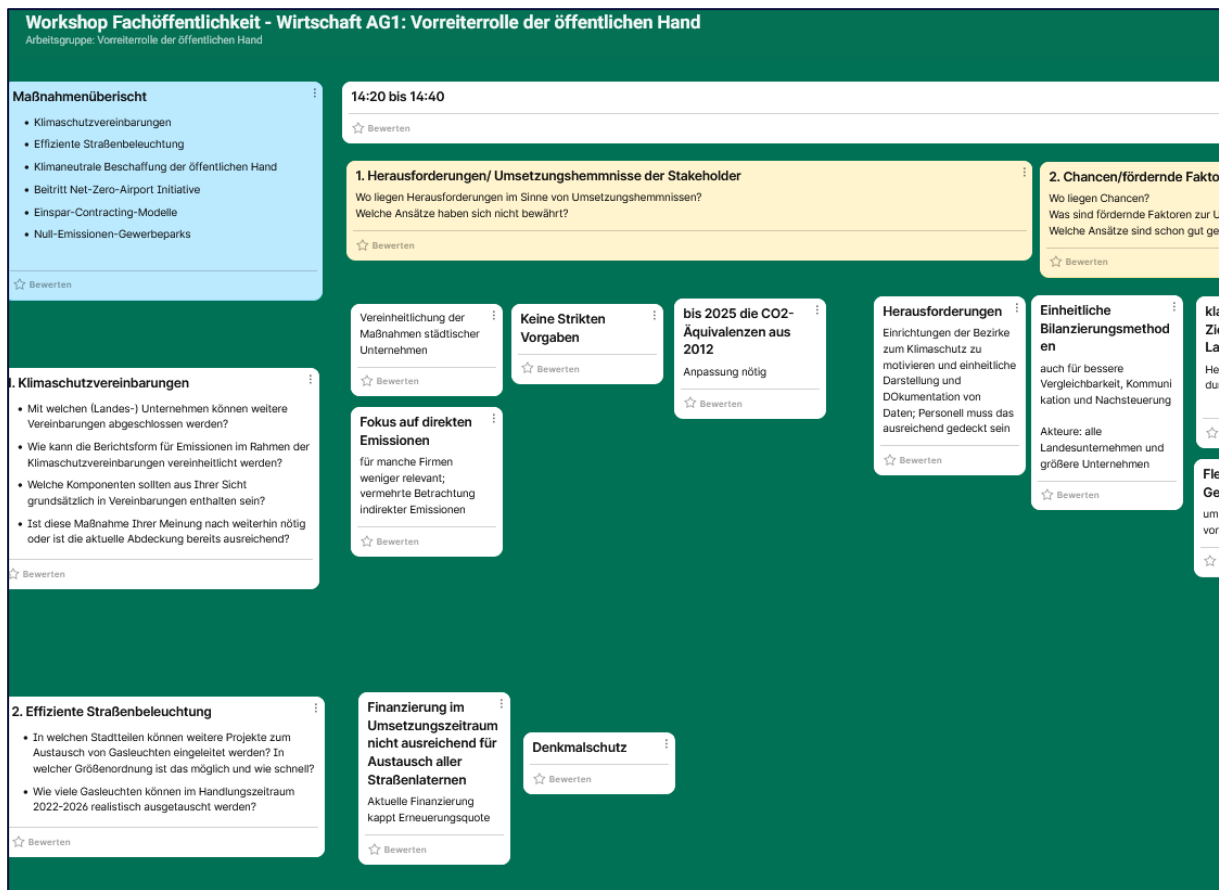 Workshop Fachöffentlichkeit - Wirtschaft AG1: Vorreiterrolle der öffentlichen Hand
Arbeitsgruppe: Vorreiterrolle der öffentlichen Hand
Maßnahmenüberischt
• Klimaschutzvereinbarungen
• Effiziente Straßenbeleuchtung
• Klimaneutrale Beschaffung der öffentlichen Hand
• Beitritt Net-Zero-Airport Initiative
• Einspar-Contracting-Modelle
• Null-Emissionen-Gewerbeparks
Bewerten
14:20 bis 14:40
Bewerten
1. Herausforderungen/ Umsetzungshemmnisse der Stakeholder
Wo liegen Herausforderungen im Sinne von Umsetzungshemmnissen?
Welche Ansätze haben sich nicht bewährt?
Bewerten
2. Chancen/fördernde
Wo liegen Chancen?
Was sind fördernde Faktoren zur
Welche Ansätze sind schon gut
Bewerten
1. Klimaschutzvereinbarungen
• Mit welchen (Landes-) Unternehmen können weitere
Vereinbarungen abgeschlossen werden?
• Wie kann die Berichtsform für Emissionen im Rahmen der
Klimaschutzvereinbarungen vereinheitlicht werden?
• Welche Komponenten sollten aus Ihrer Sicht
grundsätzlich in Vereinbarungen enthalten sein?
• Ist diese Maßnahme Ihrer Meinung nach weiterhin nötig
oder ist die aktuelle Abdeckung bereits ausreichend?
Bewerten
Vereinheitlichung der
Maßnahmen städtischer
Unternehmen
Bewerten
Keine Strikten
Vorgaben
Bewerten
bis 2025 die CO2-
Äquivalenzen aus
2012
Anpassung nötig
Bewerten
Fokus auf direkten
Emissionen
für manche Firmen
weniger relevant;
vermehrte Betrachtung
indirekter Emissionen
Bewerten
Herausforderungen
Einrichtungen der Bezirke
zum Klimaschutz zu
motivieren und einheitliche
Darstellung und
DOkumentation von
Daten; Personell muss das
ausreichend gedeckt sein
Bewerten
Einheitliche
Bilanzierungsmethod
en
auch für bessere
Vergleichbarkeit, Kommuni
kation und Nachsteuerung
Akteure: alle
Landesunternehmen und
größere Unternehmen
Bewerten
2. Effiziente Straßenbeleuchtung
• In welchen Stadtteilen können weitere Projekte zum
Austausch von Gasleuchten eingeleitet werden? In
welcher Größenordnung ist das möglich und wie schnell?
• Wie viele Gasleuchten können im Handlungszeitraum
2022-2026 realistisch ausgetauscht werden?
Bewerten
Finanzierung im
Umsetzungszeitraum
nicht ausreichend für
Austausch aller
Straßenlaternen
Aktuelle Finanzierung
kappt Erneuerungsquote
Bewerten
Denkmalschutz
Bewerten